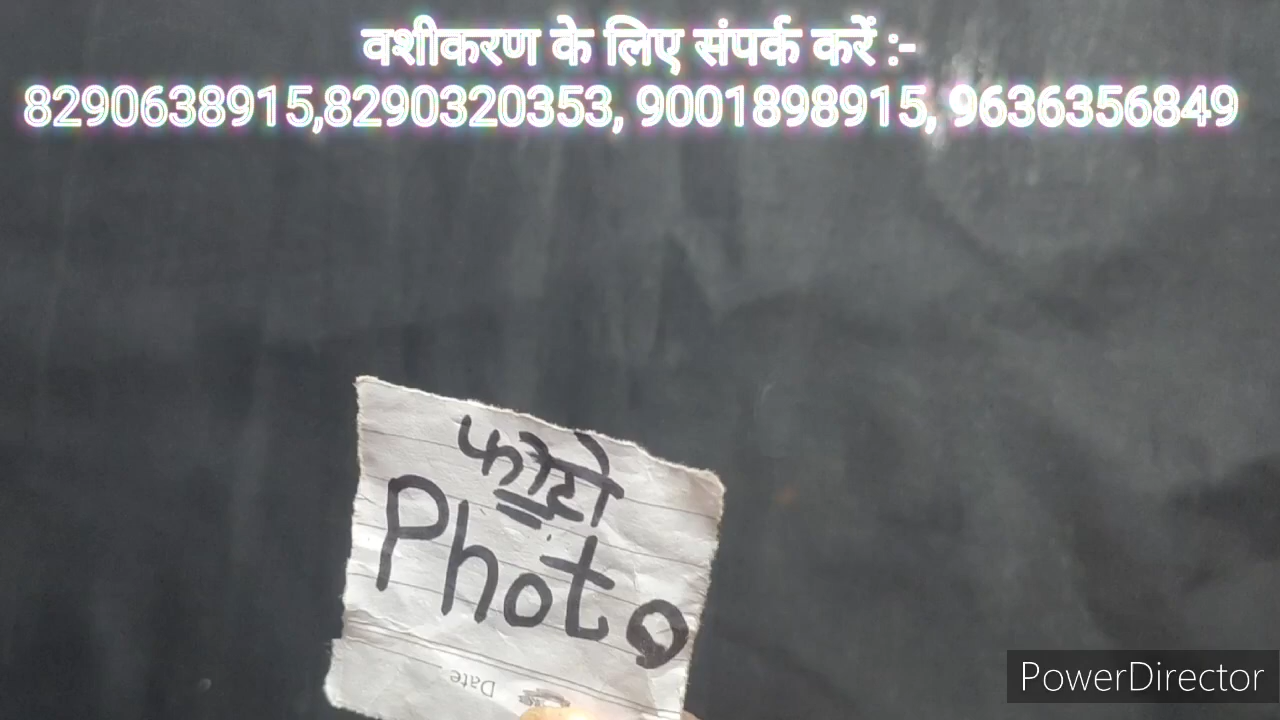 वशीकरण के लिए संपर्क करें :-
8290638915,8290320353, 9001898915, 9636356849
फोटो
Photo
Date
PowerDirector